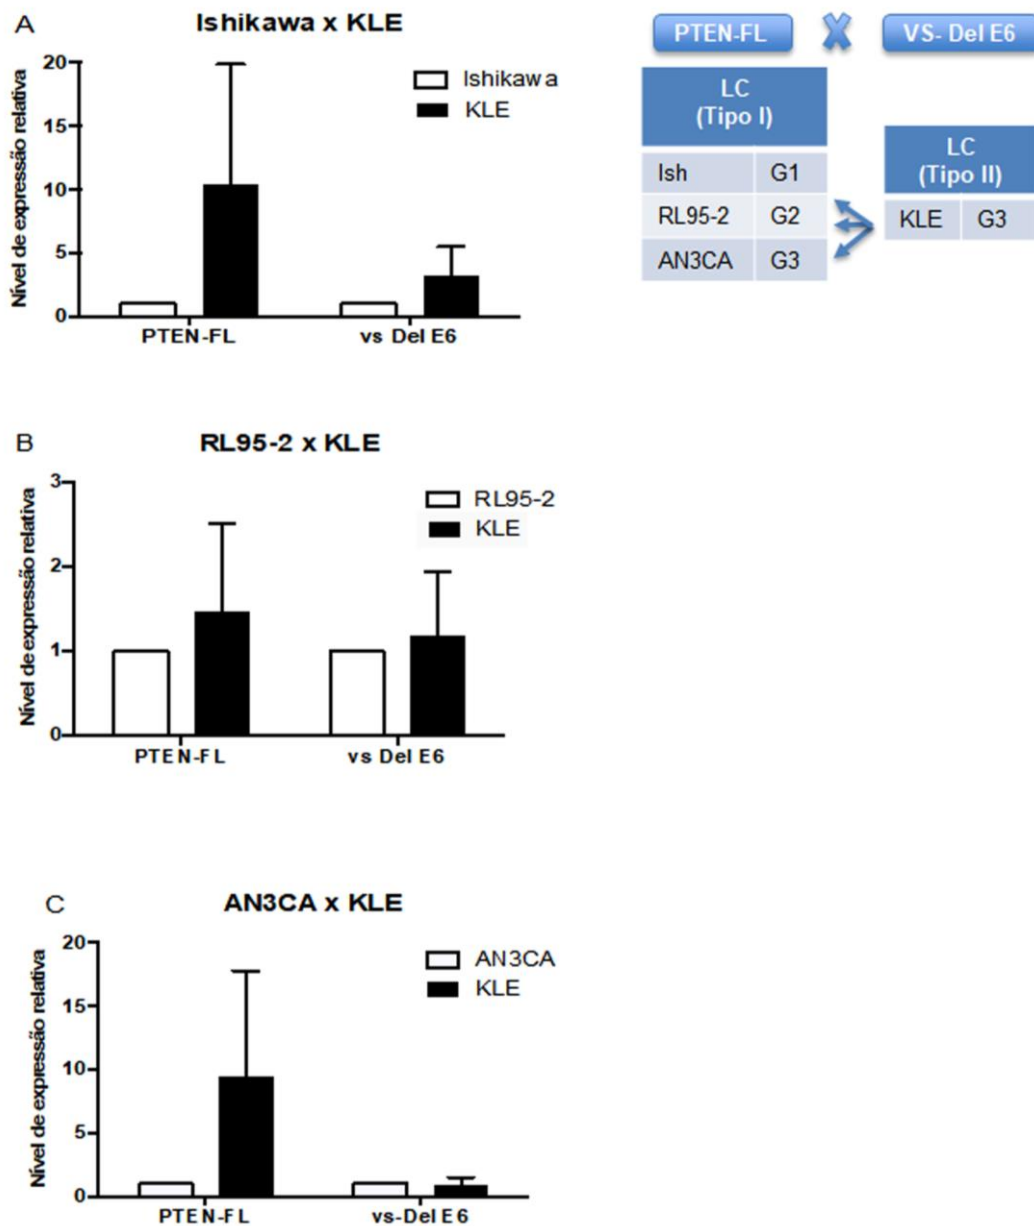 A
Ishikawa x KLE
Nível de expressão relativa
20
15
10
5
0
Ishikawa
KLE
PTEN-FL
vs Del E6
PTEN-FL X VS- Del E6
LC
(Tipo I)
Ish G1
RL95-2 G2
AN3CA G3
LC
(Tipo II)
KLE G3
B
RL95-2 x KLE
Nível de expressão relativa
3
2
1
0
RL95-2
KLE
PTEN-FL
vs Del E6
C
AN3CA x KLE
Nível de expressão relativa
20
15
10
5
0
AN3CA
KLE
PTEN-FL
vs-Del E6